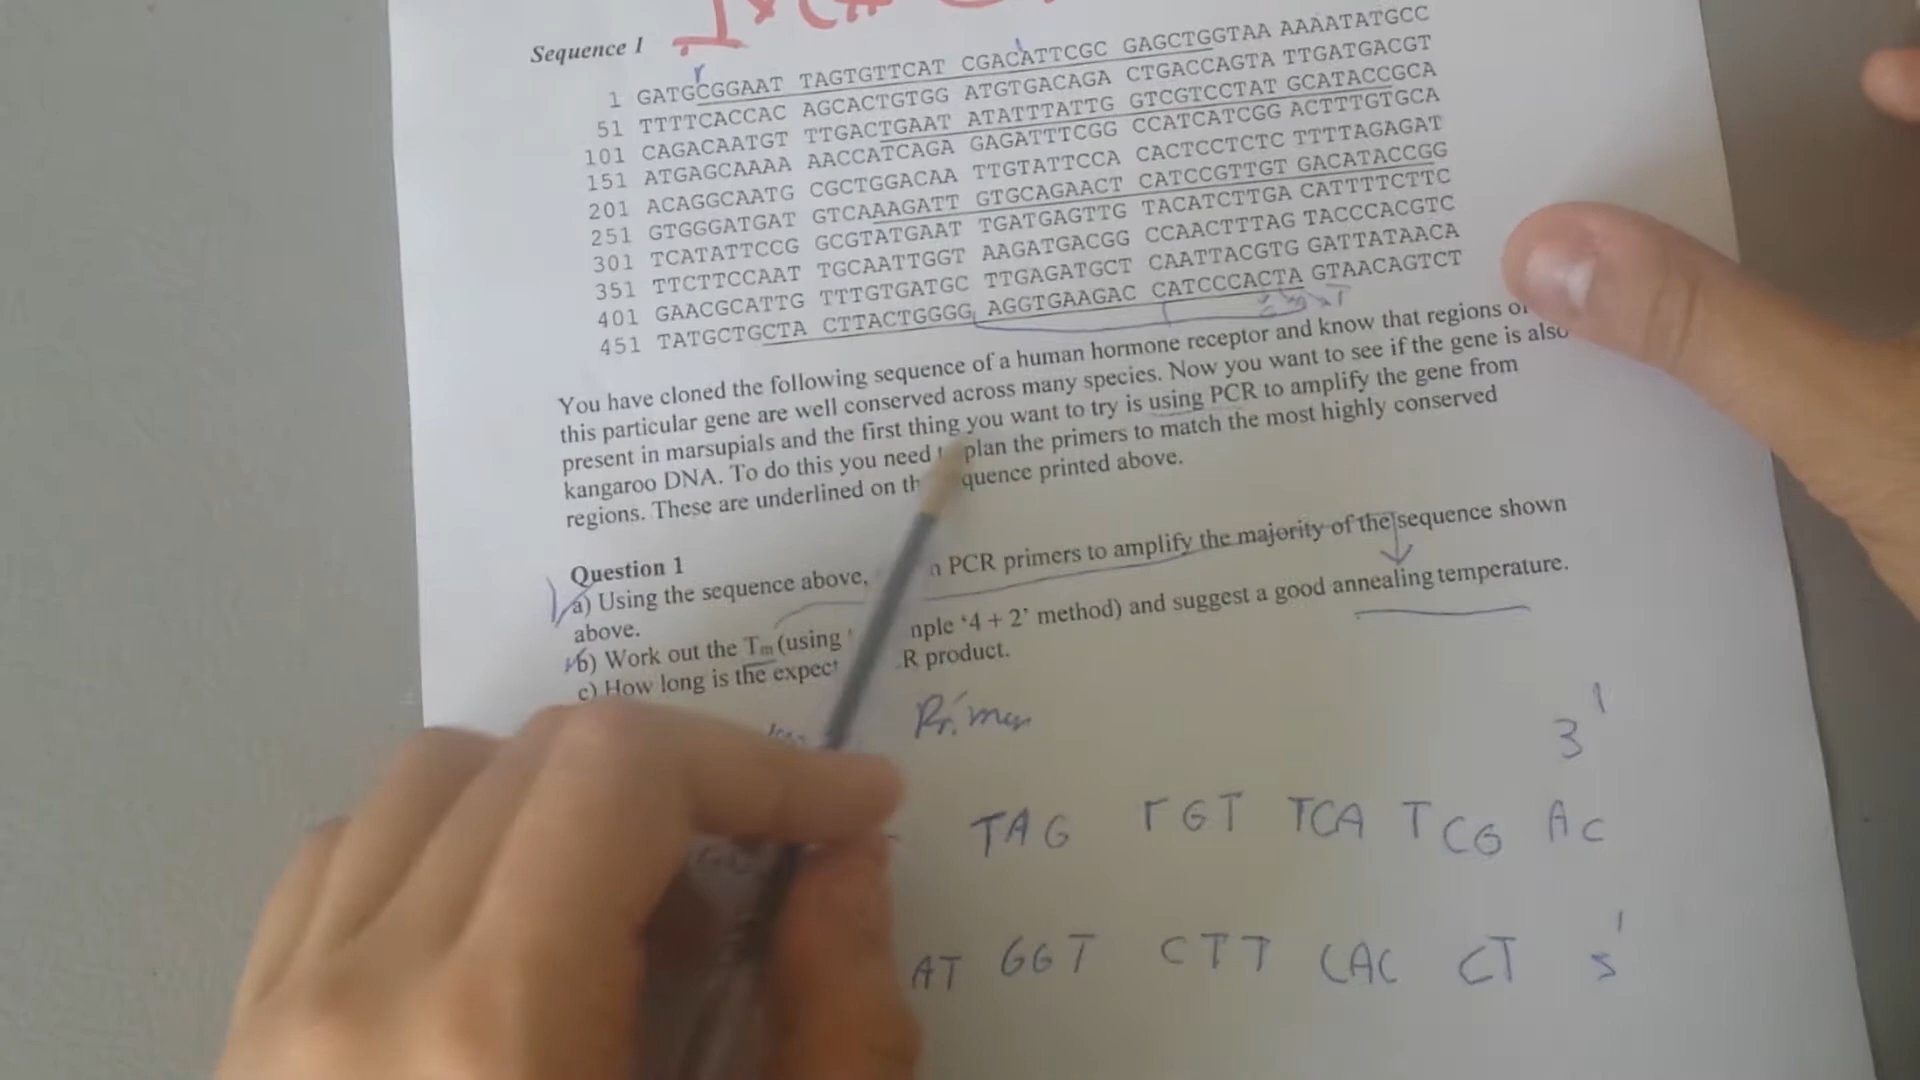 Sequence 1
1 GATGCGGAAT TAGTGTTCAT CGACATTCGC GAGCTGGTAA AAAATATGCC
51 TTTTCACCAC AGCACTGTGG ATGTGACAGA CTGACCAGTA TTGATGACGT
101 CAGACAATGT TTGACTGAAT ATATTTATTG GTCGTCCTAT GCATACCGCA
151 ATGAGCAAAA AACCATCAGA GAGATTTCGG CCATCATCGG ACTTTGTGCA
201 ACAGGCAATG CGCTGGACAA TTGTATTCCA CACTCCTCTC TTTTAGAGAT
251 GTGGGATGAT GTCAAAGATT GTGCAGAACT CATCCGTTGT GACATACCGG
301 TCATATTCCG GCGTATGAAT TGATGAGTTG TACATCTTGA CATTTTCTTC
351 TTCTTCCAAT TGCAATTGGT AAGATGACGG CCAACTTTAG TACCCACGTC
401 GAACGCATTG TTTGTGATGC TTGAGATGCT CAATTACGTG GATTATAACA
451 TATGCTGCTA CTTACTGGGG AGGTGAAGAC CATCCCACTA GTAACAGTCT
You have cloned the following sequence of a human hormone receptor and know that regions
this particular gene are well conserved across many species. Now you want to see if the gene is also
present in marsupials and the first thing you want to try is using PCR to amplify the gene from
kangaroo DNA. To do this you need plan the primers to match the most highly conserved
regions. These are underlined on sequence printed above.
Question 1
a) Using the sequence above, PCR primers to amplify the majority of the sequence shown
above.
b) Work out the Tm (using '4 + 2' method) and suggest a good annealing temperature.
c) How long is the R product.
Primer
3'
TAG TGT TCA TCG AC
AT GGT CTT CAC CT 5'